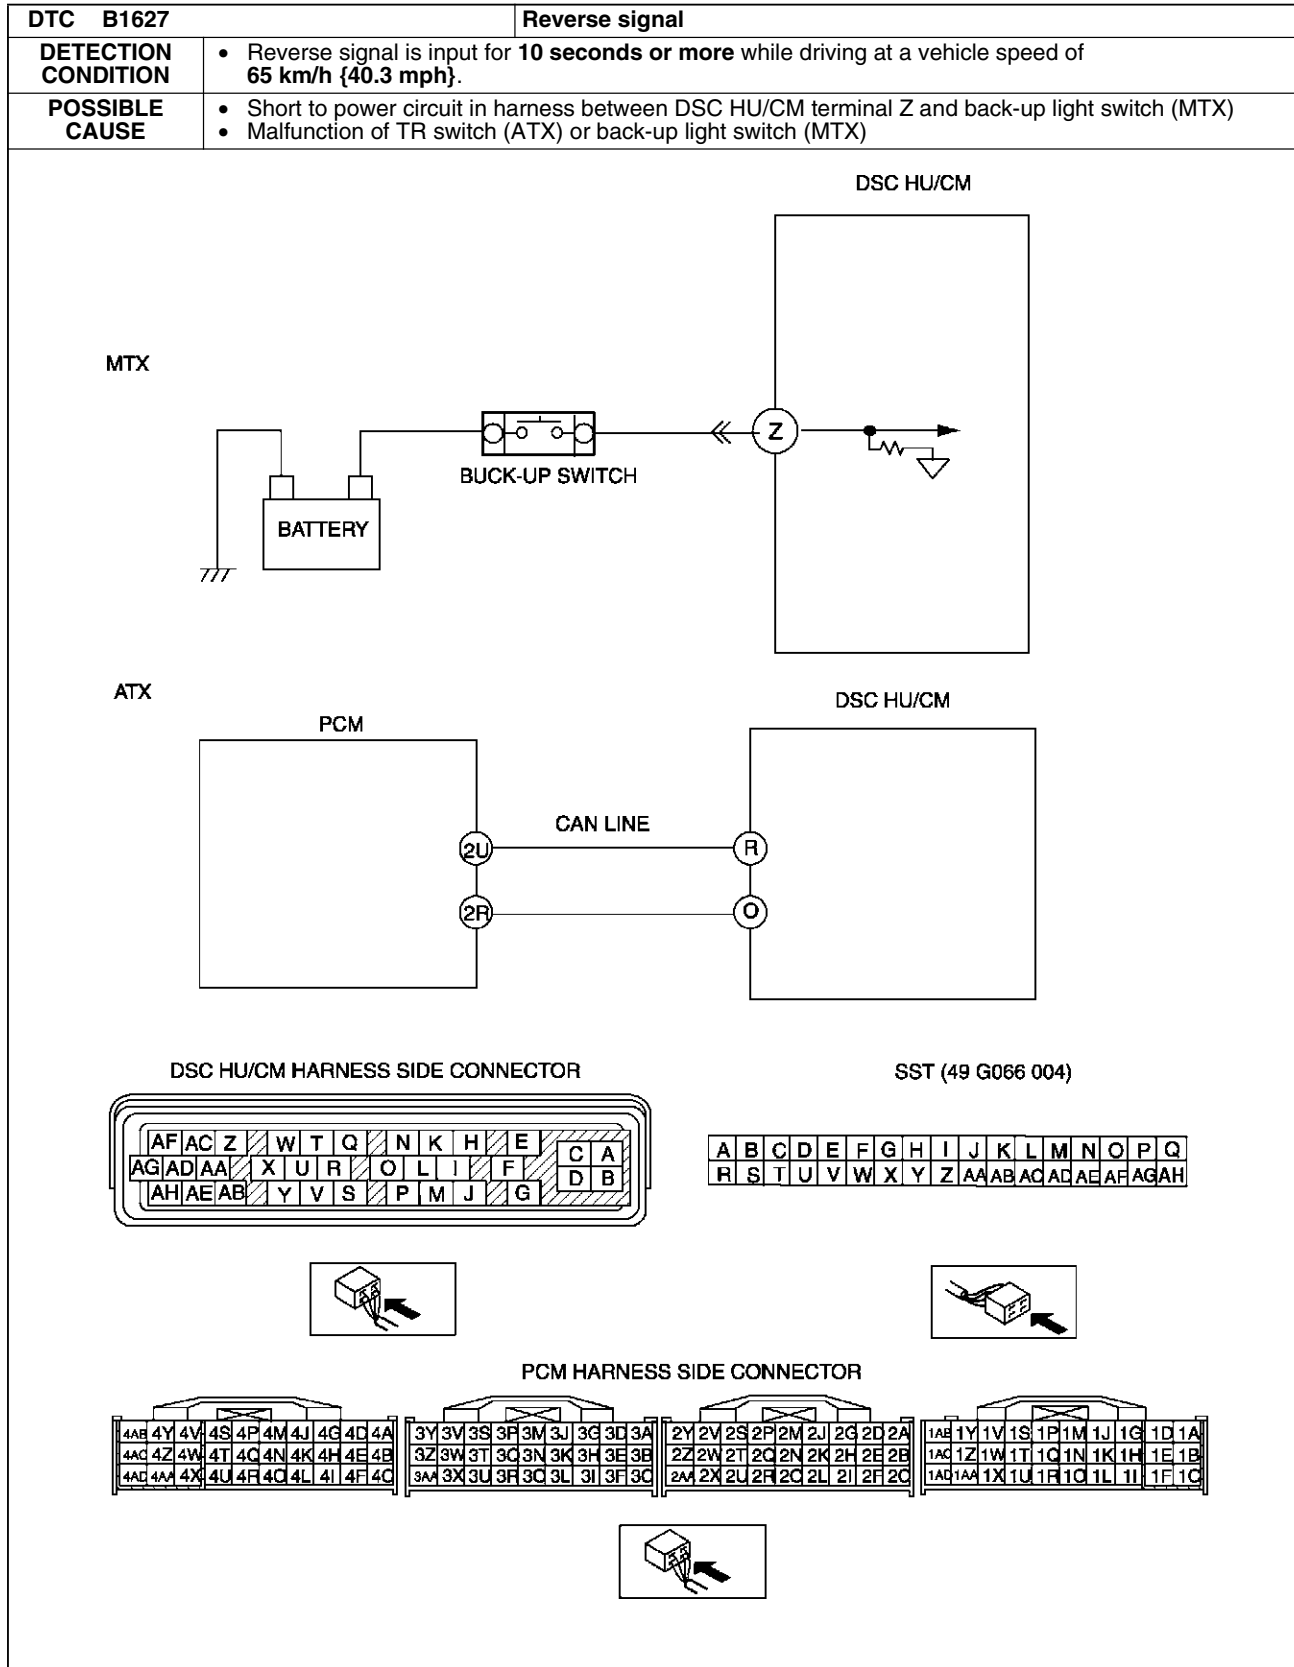 DTC B1627 Reverse signal
DETECTION CONDITION
• Reverse signal is input for 10 seconds or more while driving at a vehicle speed of
65 km/h {40.3 mph}.
POSSIBLE CAUSE
• Short to power circuit in harness between DSC HU/CM terminal Z and back-up light switch (MTX)
• Malfunction of TR switch (ATX) or back-up light switch (MTX)
DSC HU/CM
MTX
Z
BUCK-UP SWITCH
BATTERY
ATX
DSC HU/CM
PCM
CAN LINE
2U R
2R O
DSC HU/CM HARNESS SIDE CONNECTOR
AF AC Z W T Q N K H E
AG AD AA X U R O L I F
AH AE AB Y V S P M J G
C A
D B
SST (49 G066 004)
A B C D E F G H I J K L M N O P Q
R S T U V W X Y Z AA AB AC AD AE AF AG AH
PCM HARNESS SIDE CONNECTOR
4AB 4Y 4V 4S 4P 4M 4J 4G 4D 4A
4AC 4Z 4W 4T 4Q 4N 4K 4H 4E 4B
4AD 4AA 4X 4U 4R 4O 4L 4I 4F 4C
3Y 3V 3S 3P 3M 3J 3G 3D 3A
3Z 3W 3T 3Q 3N 3K 3H 3E 3B
3AA 3X 3U 3R 3O 3L 3I 3F 3C
2Y 2V 2S 2P 2M 2J 2G 2D 2A
2Z 2W 2T 2Q 2N 2K 2H 2E 2B
2AA 2X 2U 2R 2O 2L 2I 2F 2C
1AB 1Y 1V 1S 1P 1M 1J 1G 1D 1A
1AC 1Z 1W 1T 1Q 1N 1K 1H 1E 1B
1AD 1AA 1X 1U 1R 1O 1L 1I 1F 1C